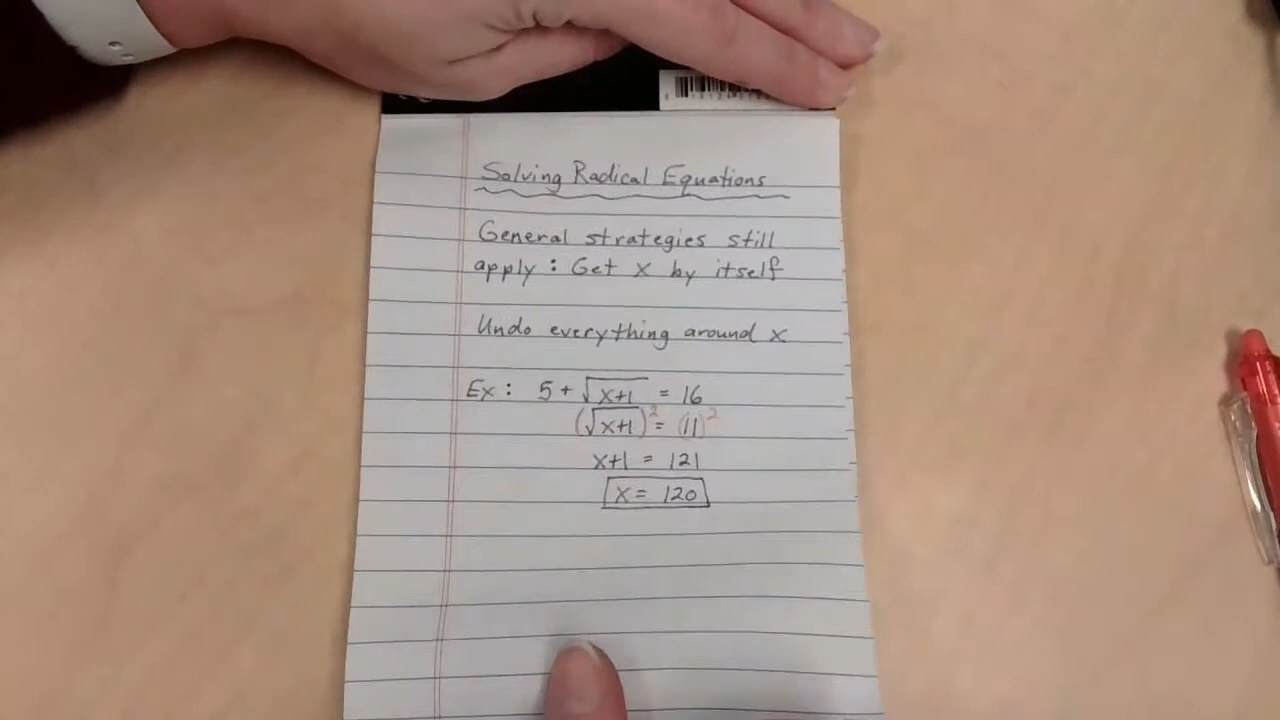 Solving Radical Equations
General strategies still
apply : Get x by itself
Undo everything around x
Ex : 5 + √(x+1) = 16
(√(x+1))² = (11)²
x+1 = 121
x = 120